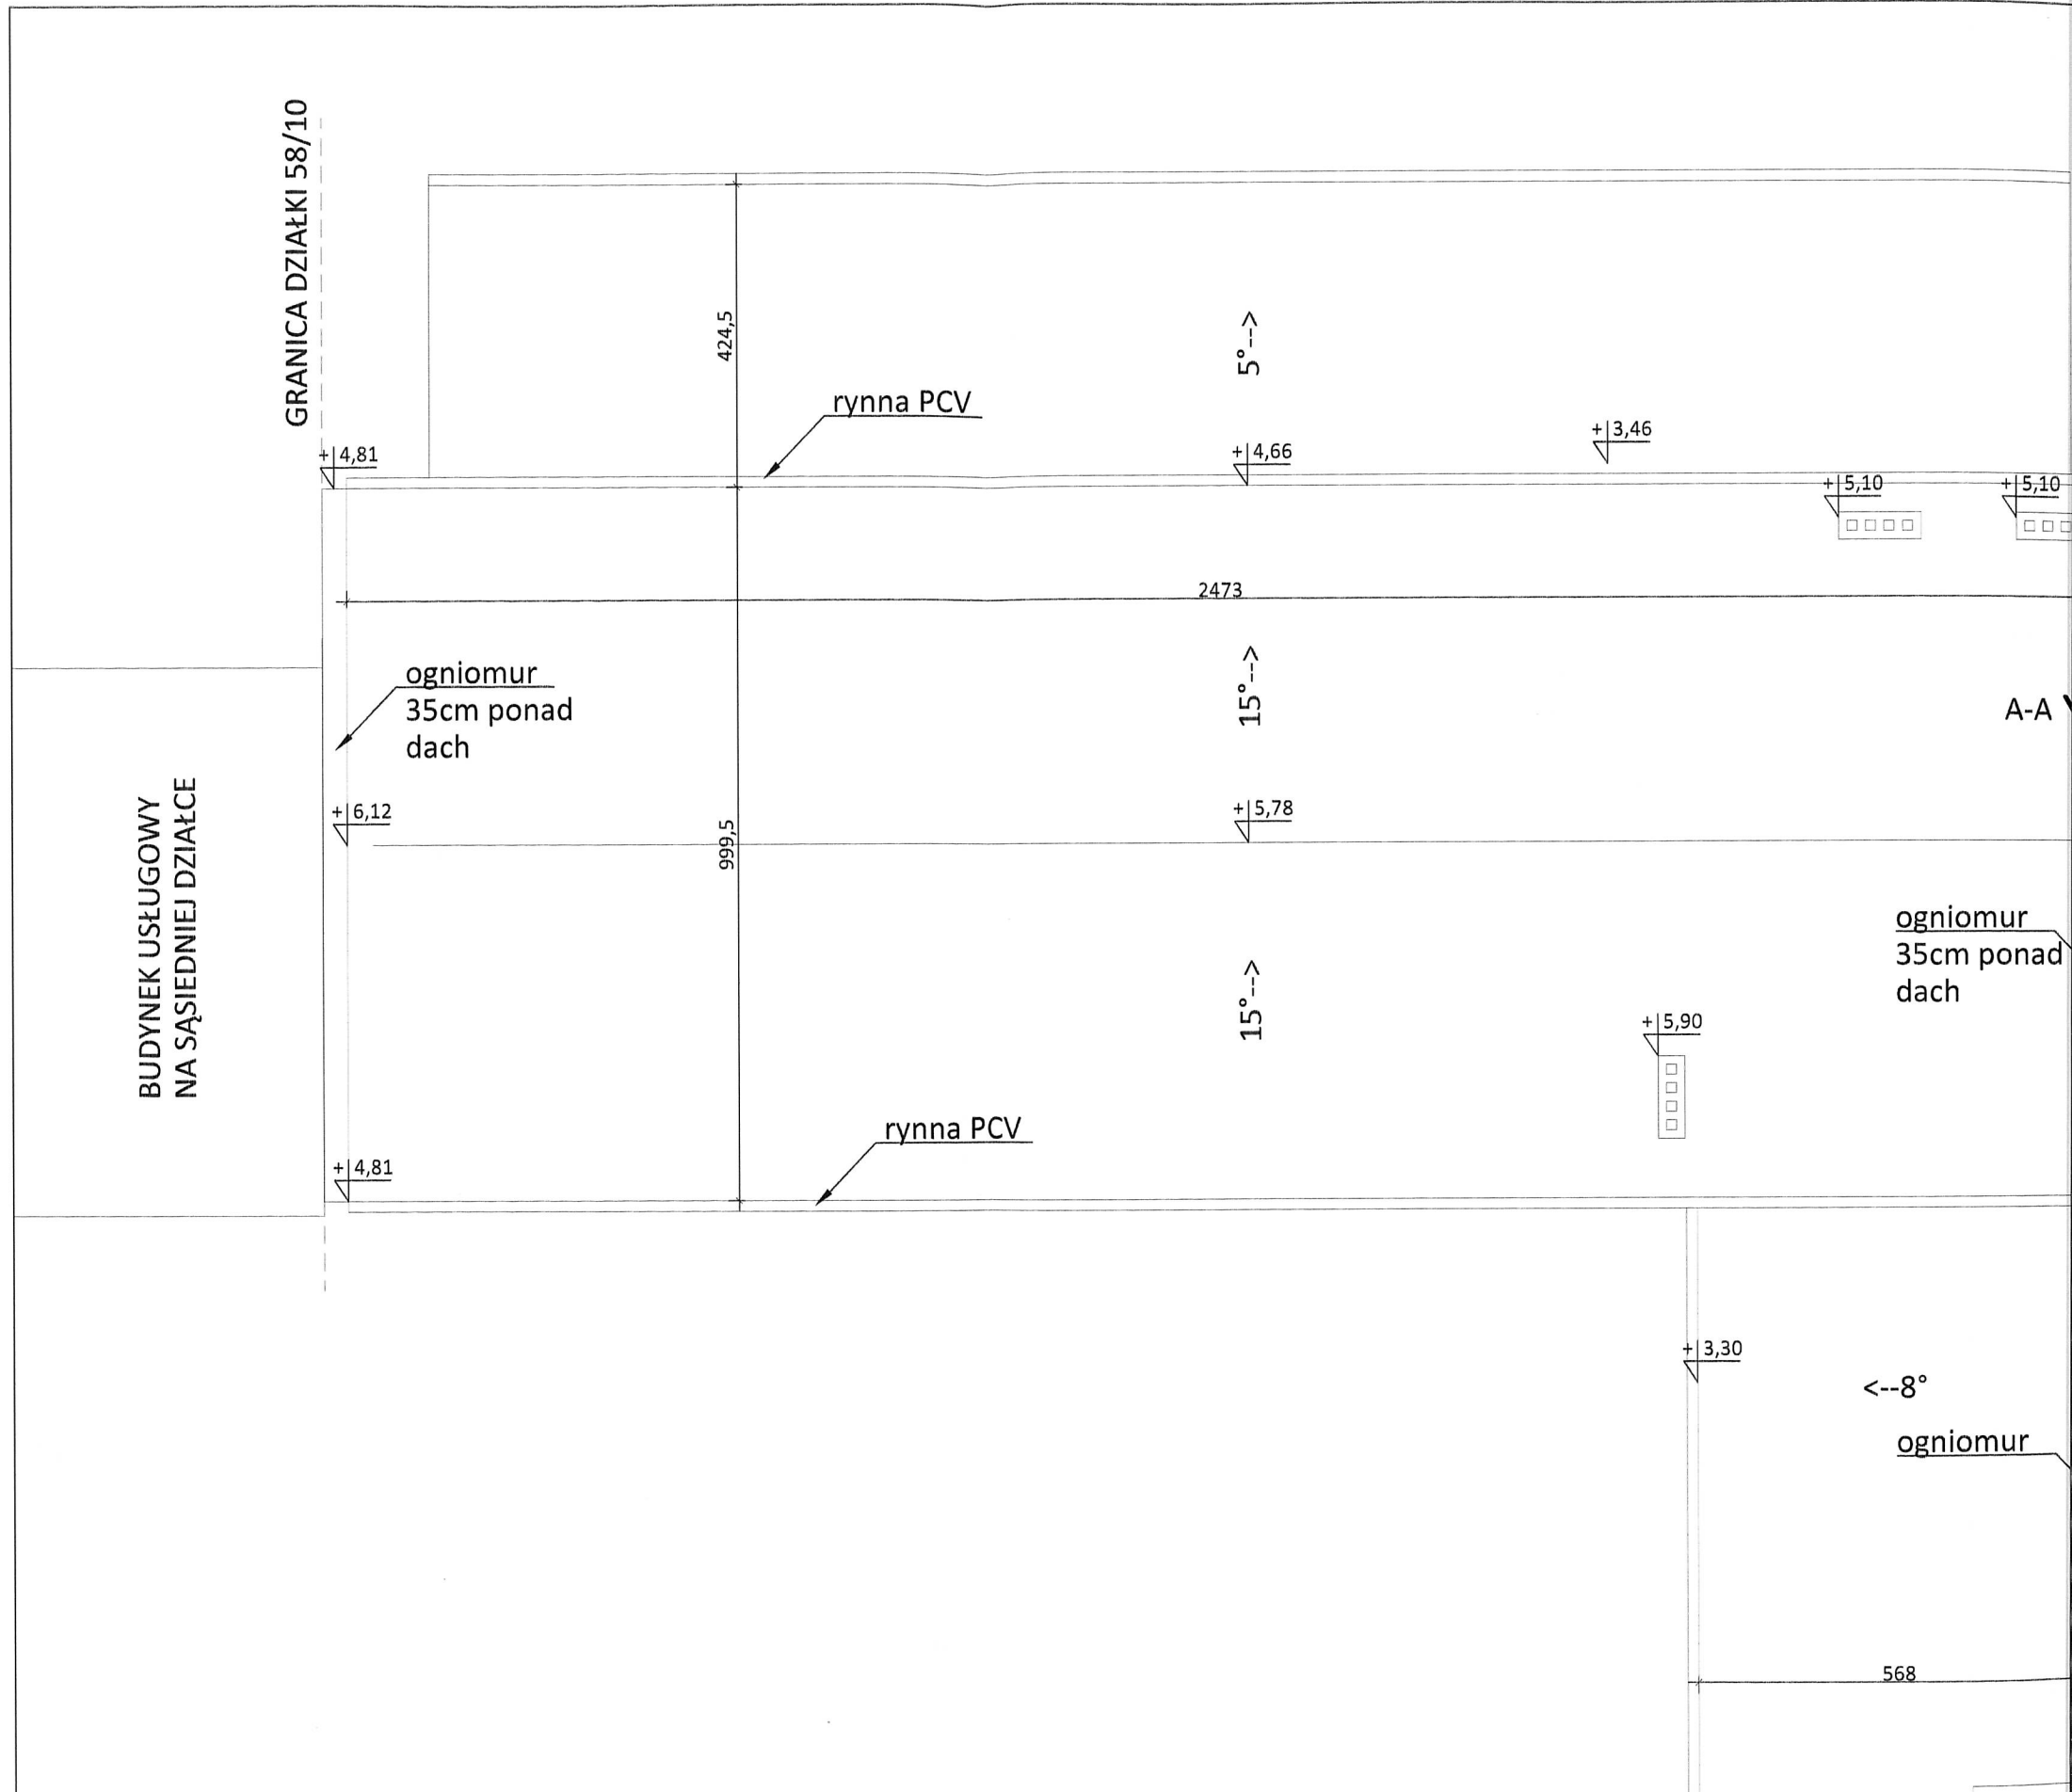 GRANICA DZIAŁKI 58/10
424,5
5°-->
rynna PCV
+3,46
+4,81
+4,66
+5,10
+5,10
2473
ogniomur
35cm ponad
dach
15°-->
A-A
BUDYNEK USŁUGOWY
NA SĄSIEDNIEJ DZIAŁCE
+6,12
999,5
+5,78
ogniomur
35cm ponad
dach
15°-->
+5,90
rynna PCV
+4,81
+3,30
<--8°
ogniomur
568